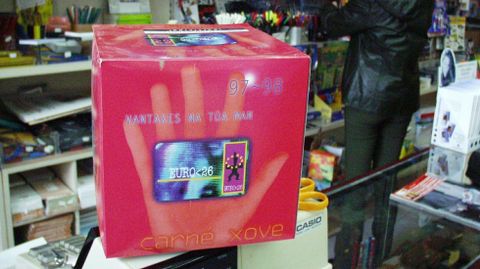 97-98
VANTAXES NA TÚA MAN
EURO<26
carné xove
CASIO